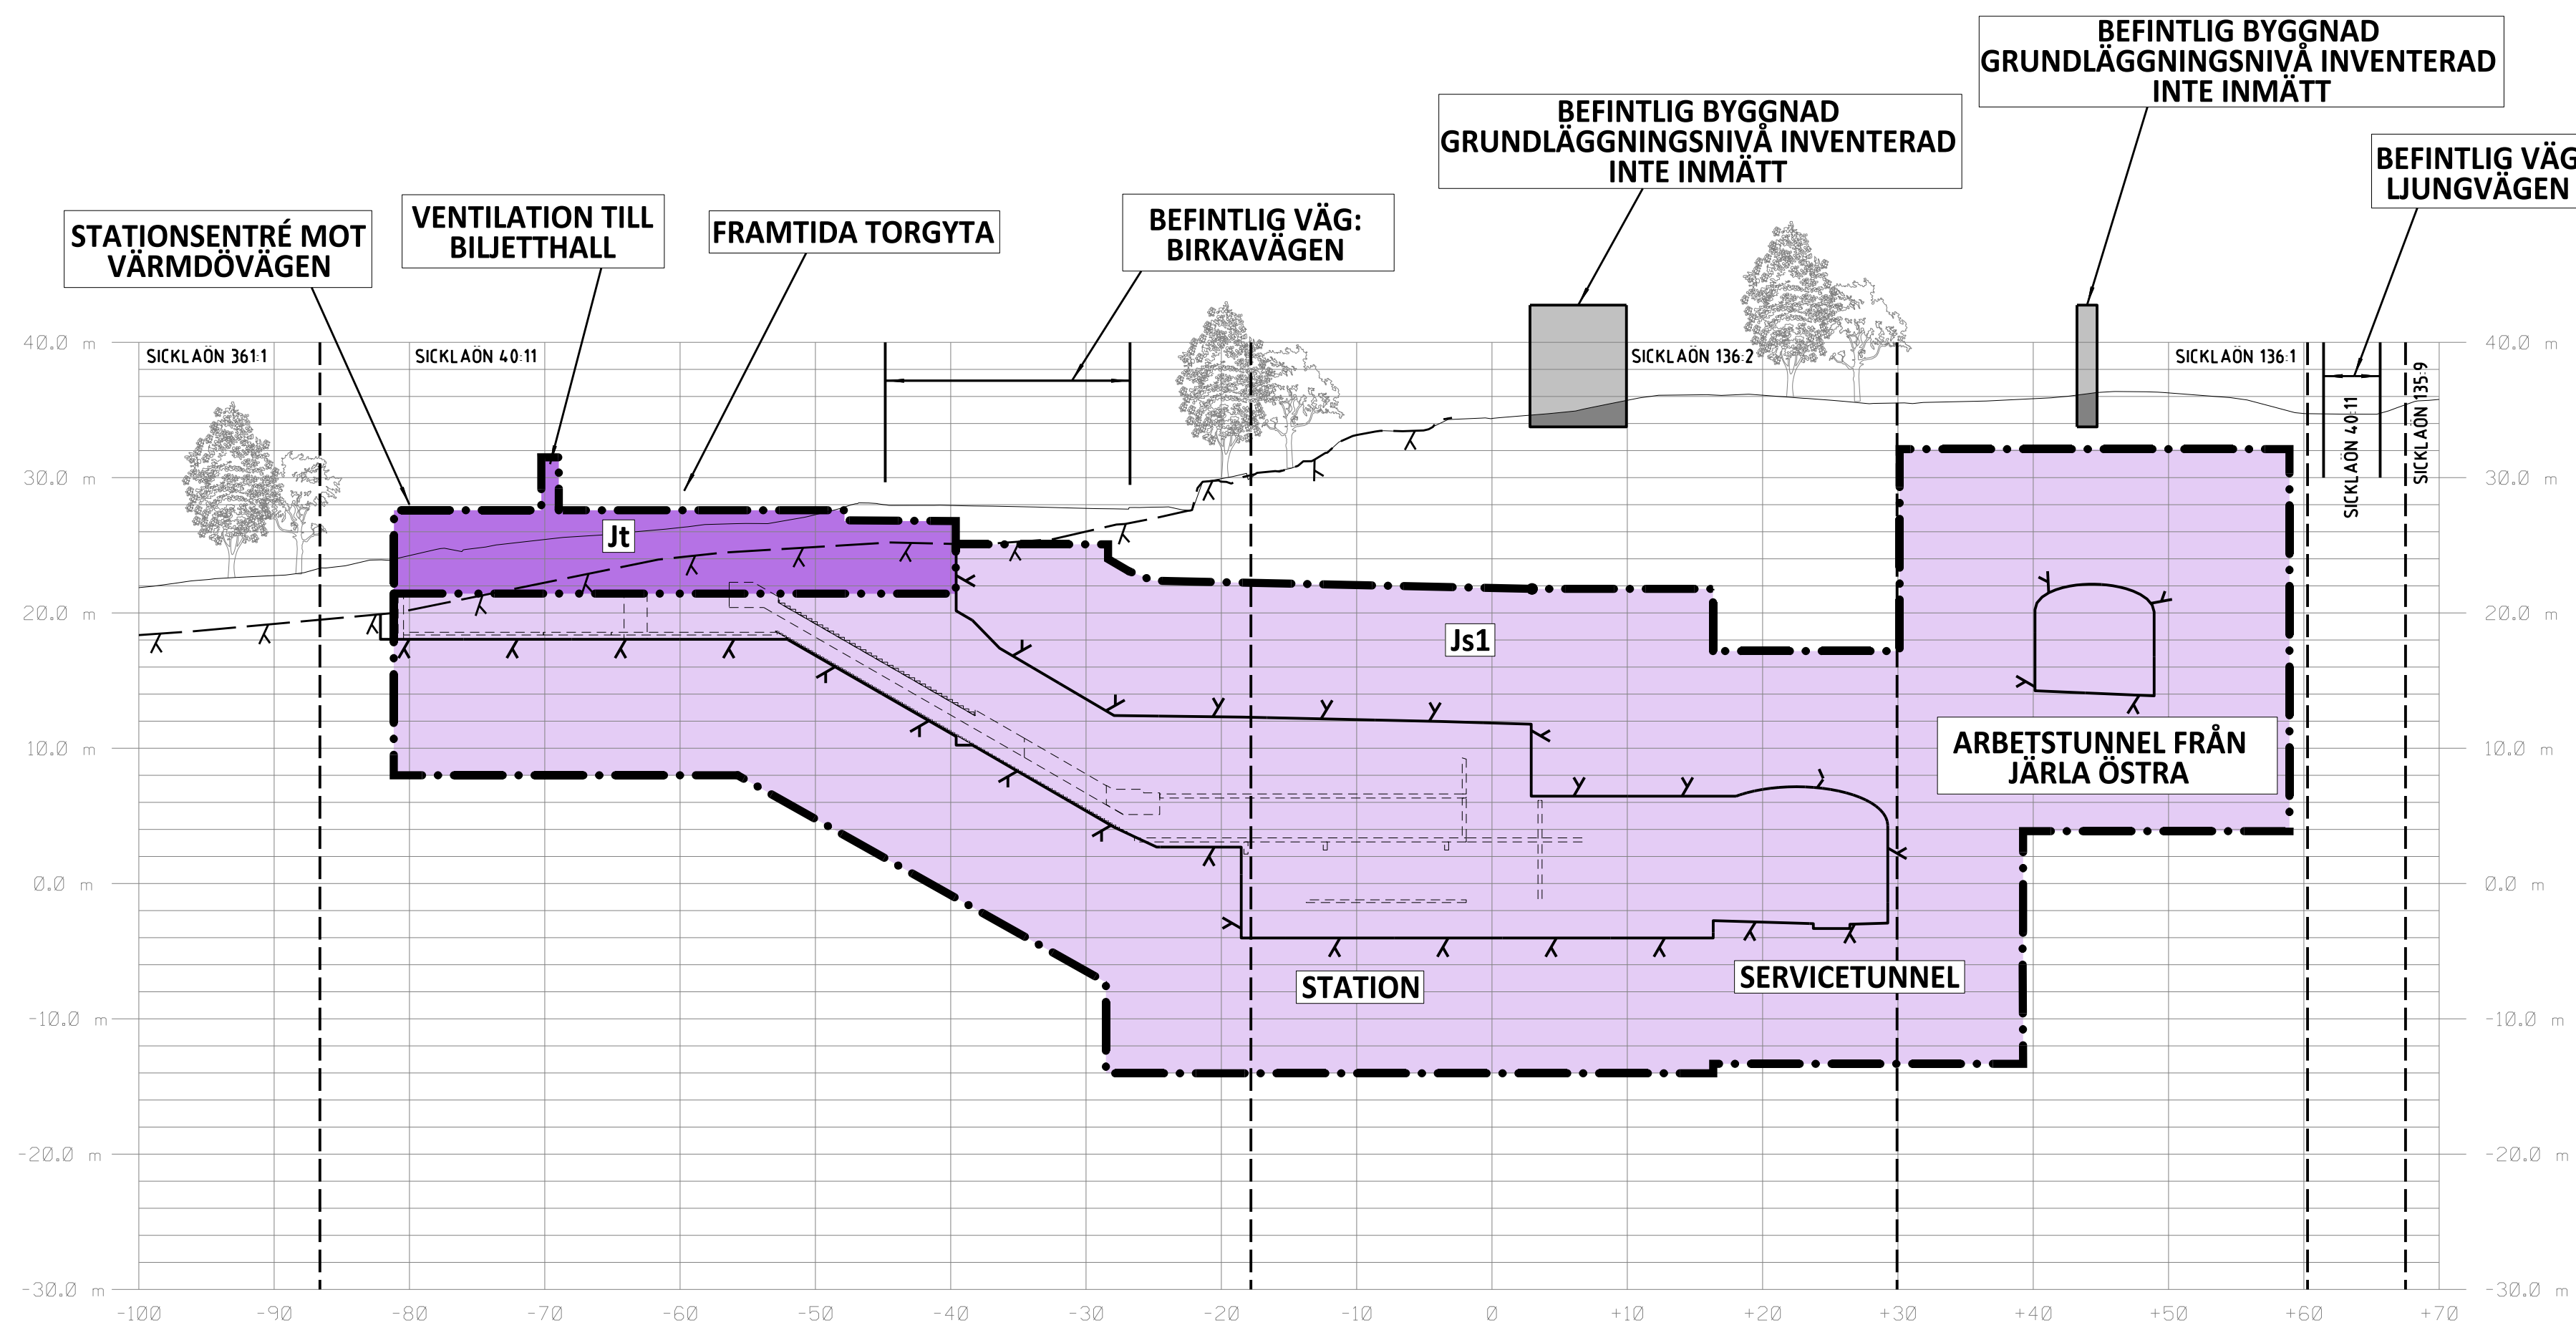 BEFINTLIG BYGGNAD
GRUNDLÄGGNINGSNIVÅ INVENTERAD
INTE INMÄTT
BEFINTLIG BYGGNAD
GRUNDLÄGGNINGSNIVÅ INVENTERAD
INTE INMÄTT
BEFINTLIG VÄG
LJUNGVÄGEN
STATIONSENTRÉ MOT
VÄRMDÖVÄGEN
VENTILATION TILL
BILJETTHALL
FRAMTIDA TORGYTA
BEFINTLIG VÄG:
BIRKAVÄGEN
40.0 m
SICKLAÖN 361:1
SICKLAÖN 40:11
SICKLAÖN 136:2
SICKLAÖN 136:1
40.0 m
SICKLAÖN 40:11
SICKLAÖN 135:9
30.0 m
30.0 m
Jt
20.0 m
Js1
20.0 m
10.0 m
ARBETSTUNNEL FRÅN
JÄRLA ÖSTRA
10.0 m
0.0 m
0.0 m
STATION
SERVICETUNNEL
-10.0 m
-10.0 m
-20.0 m
-20.0 m
-30.0 m
-30.0 m
-100 -90 -80 -70 -60 -50 -40 -30 -20 -10 0 +10 +20 +30 +40 +50 +60 +70